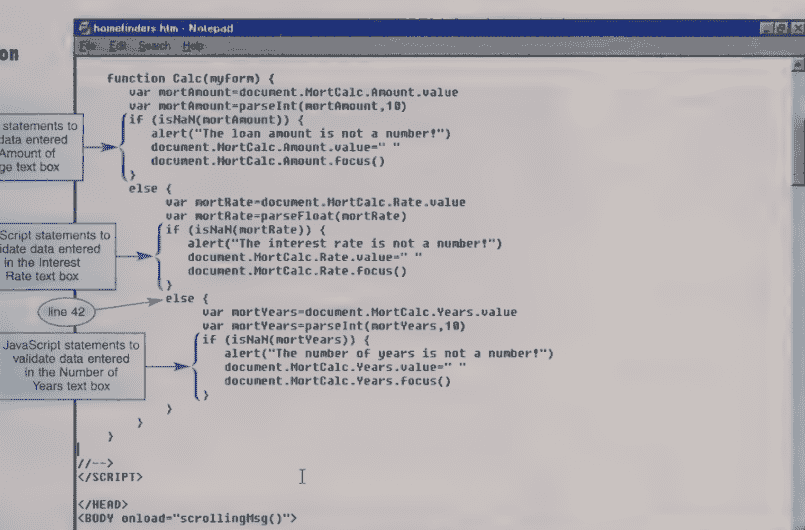 on
homefinders.htm - Notepad
File Edit Search Help
function Calc(myForm) {
var mortAmount=document.MortCalc.Amount.value
var mortAmount=parseInt(mortAmount,10)
if (isNaN(mortAmount)) {
alert("The loan amount is not a number!")
document.MortCalc.Amount.value=" "
document.MortCalc.Amount.focus()
}
else {
var mortRate=document.MortCalc.Rate.value
var mortRate=parseFloat(mortRate)
if (isNaN(mortRate)) {
alert("The interest rate is not a number!")
document.MortCalc.Rate.value=" "
document.MortCalc.Rate.focus()
}
else {
var mortYears=document.MortCalc.Years.value
var mortYears=parseInt(mortYears,10)
if (isNaN(mortYears)) {
alert("The number of years is not a number!")
document.MortCalc.Years.value=" "
document.MortCalc.Years.focus()
}
}
}
}
//-->
</SCRIPT>
</HEAD>
<BODY onload="scrollingMsg()">
statements to
data entered
Amount of
ge text box
Script statements to
idate data entered
in the Interest
Rate text box
line 42
JavaScript statements to
validate data entered
in the Number of
Years text box